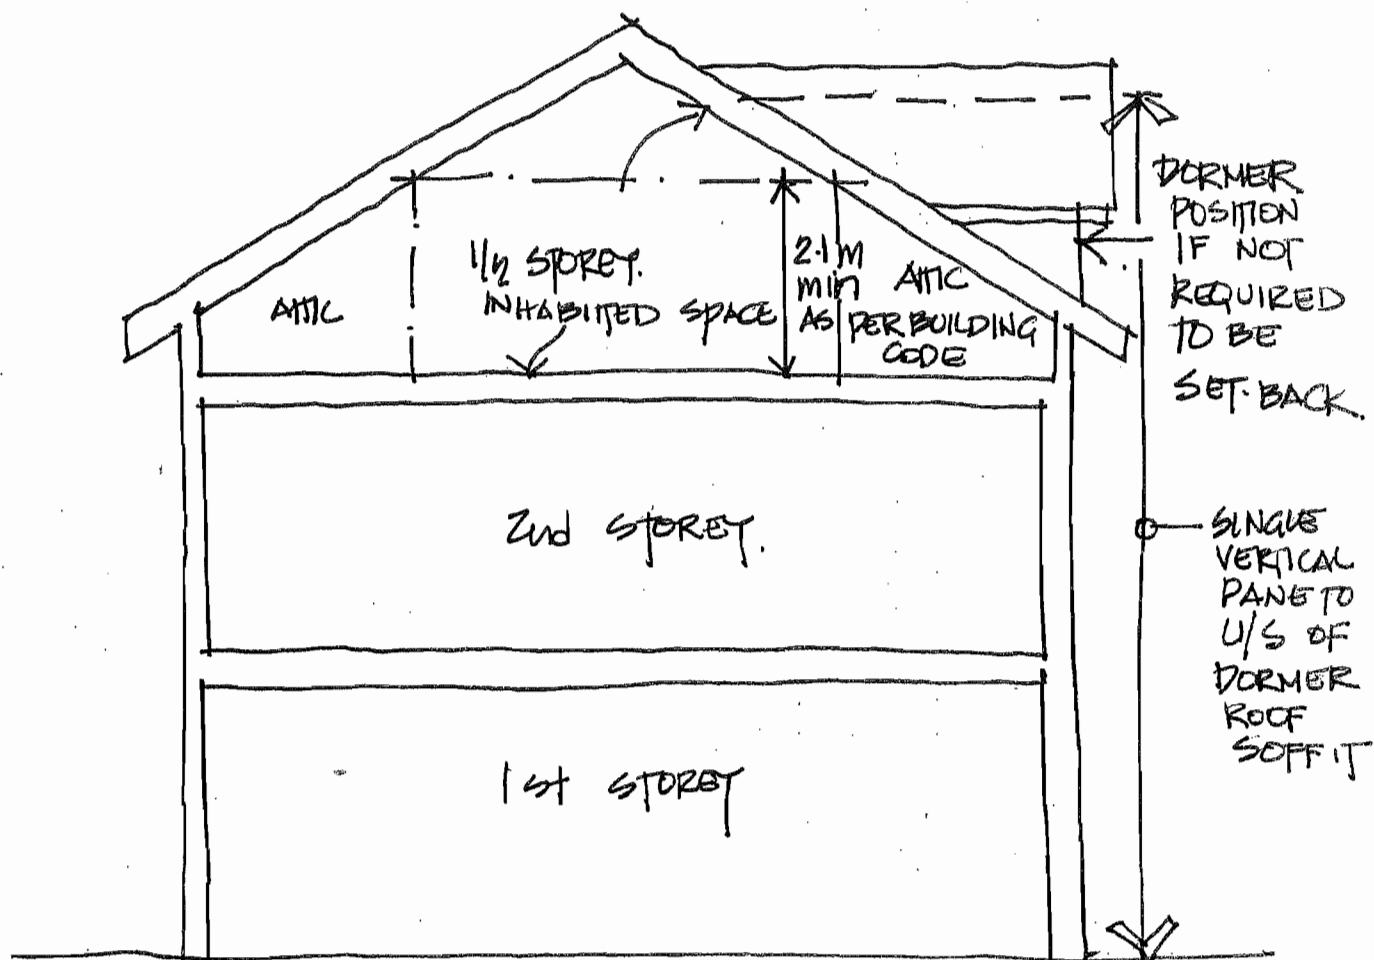 DORMER
POSITION
IF NOT
REQUIRED
TO BE
SET-BACK.
1/2 STOREY.
INHABITED SPACE
2.1m
min
AS PER BUILDING
CODE
ATTIC
ATTIC
2nd STOREY.
SINGLE
VERTICAL
PANE TO
U/S OF
DORMER
ROOF
SOFFIT
1st STOREY